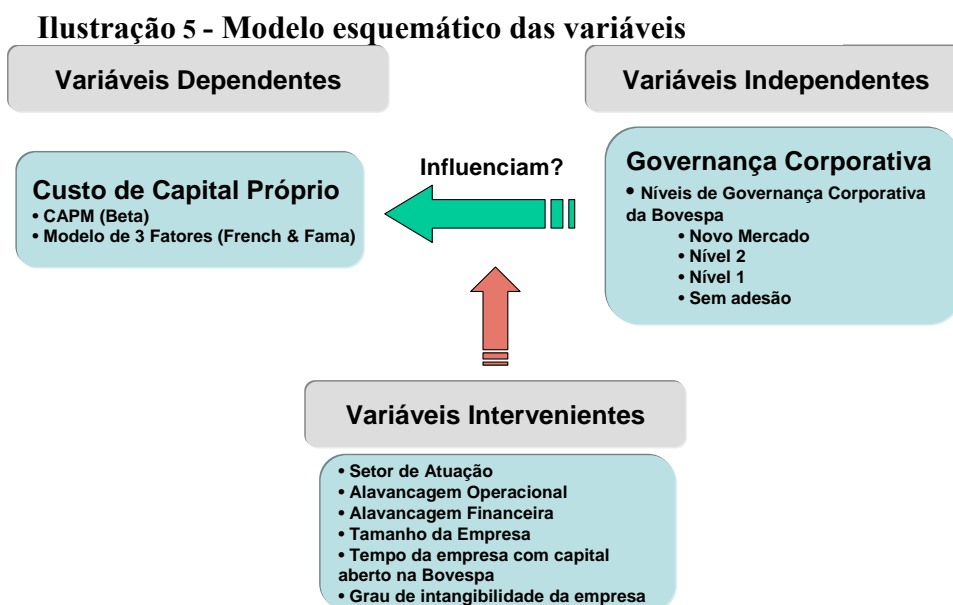 Ilustração 5 - Modelo esquemático das variáveis
Variáveis Dependentes
Variáveis Independentes
Custo de Capital Próprio
• CAPM (Beta)
• Modelo de 3 Fatores (French & Fama)
Influenciam?
Governança Corporativa
• Níveis de Governança Corporativa
da Bovespa
• Novo Mercado
• Nível 2
• Nível 1
• Sem adesão
Variáveis Intervenientes
• Setor de Atuação
• Alavancagem Operacional
• Alavancagem Financeira
• Tamanho da Empresa
• Tempo da empresa com capital
aberto na Bovespa
• Grau de intangibilidade da empresa